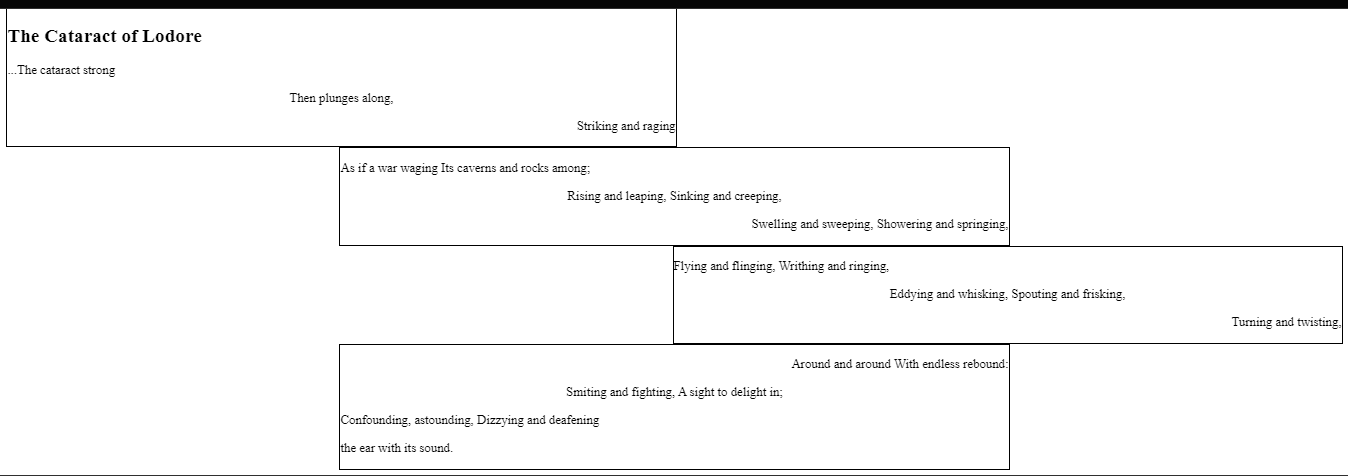 The Cataract of Lodore
...The cataract strong
Then plunges along,
Striking and raging
As if a war waging Its caverns and rocks among;
Rising and leaping, Sinking and creeping,
Swelling and sweeping, Showering and springing,
Flying and flinging, Writhing and ringing,
Eddying and whisking, Spouting and frisking,
Turning and twisting,
Around and around With endless rebound:
Smiting and fighting, A sight to delight in;
Confounding, astounding, Dizzying and deafening
the ear with its sound.